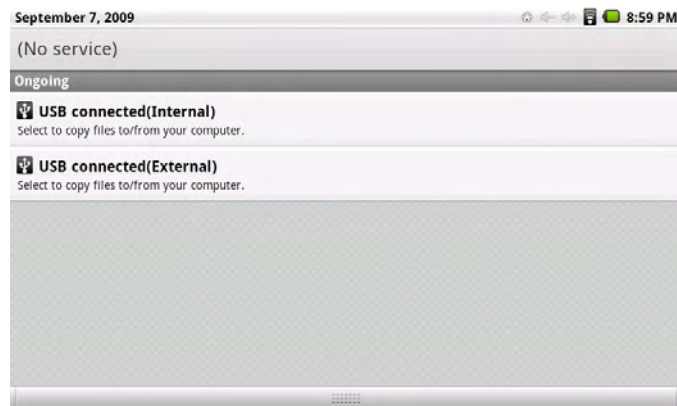 September 7, 2009 8:59 PM
(No service)
Ongoing
USB connected(Internal)
Select to copy files to/from your computer.
USB connected(External)
Select to copy files to/from your computer.